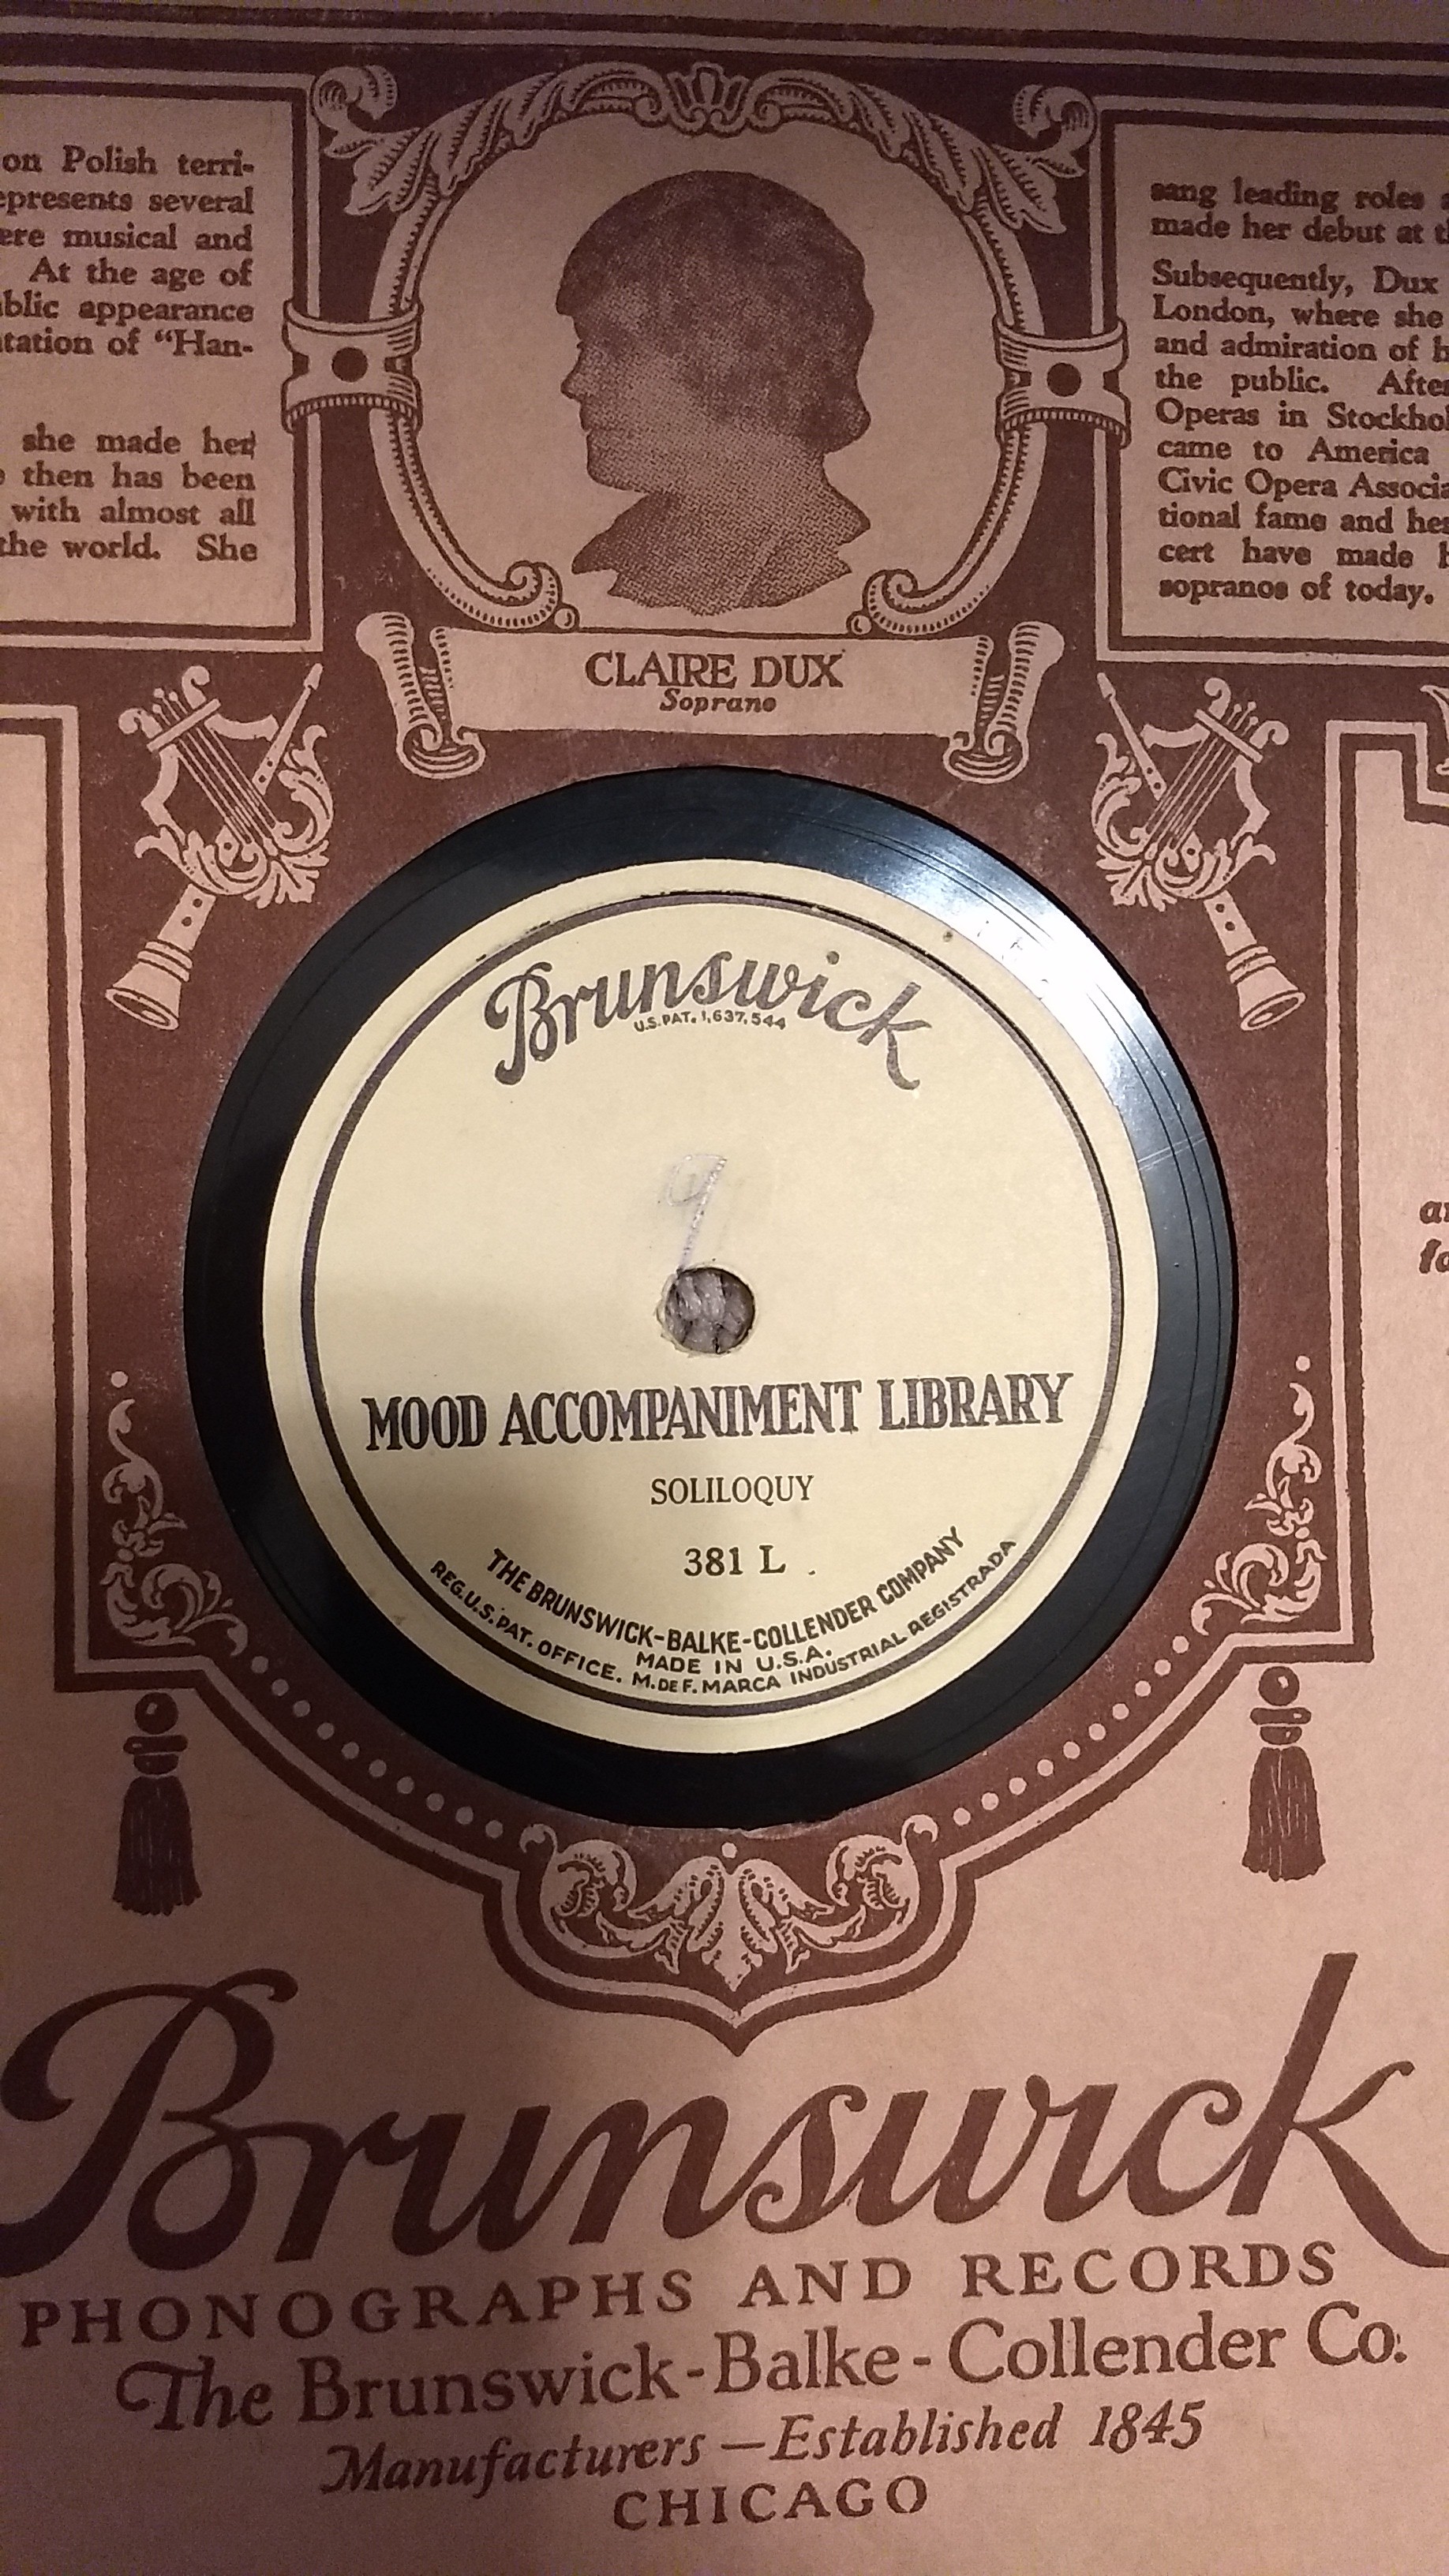 on Polish terri-
epresents several
ere musical and
At the age of
blic appearance
tation of “Han-
she made her
then has been
with almost all
the world. She
sang leading roles
made her debut at
Subsequently, Dux
London, where she
and admiration of
the public. After
Operas in Stockhol
came to America
Civic Opera Associa
tional fame and her
cert have made
sopranos of today.
CLAIRE DUX
Soprano
Brunswick
U.S. PAT. 1,637,544
9
MOOD ACCOMPANIMENT LIBRARY
SOLILOQUY
381 L
THE BRUNSWICK-BALKE-COLLENDER COMPANY
MADE IN U.S.A.
REG. U.S. PAT. OFFICE. M. DE F. MARCA INDUSTRIAL REGISTRADA
Brunswick
PHONOGRAPHS AND RECORDS
The Brunswick-Balke-Collender Co.
Manufacturers—Established 1845
CHICAGO